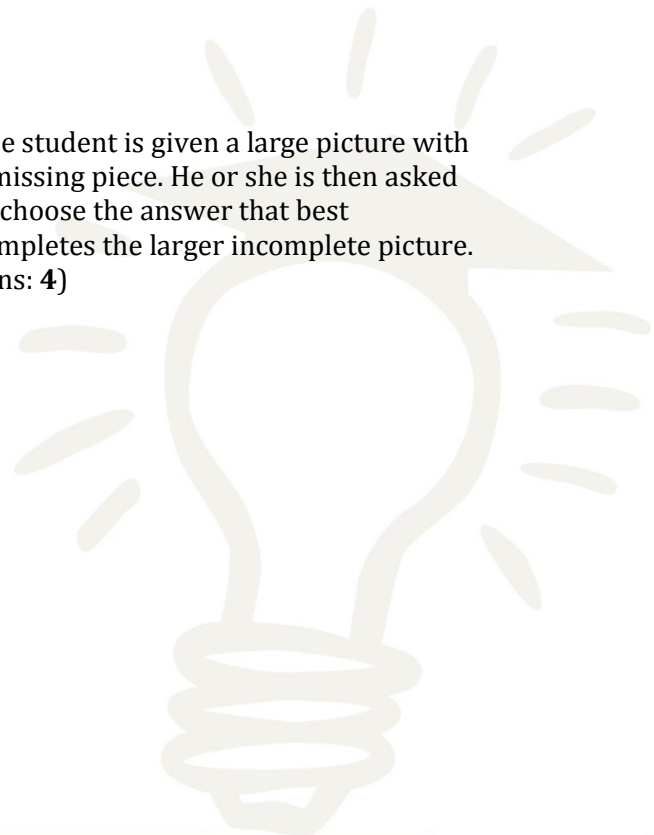 e student is given a large picture with
missing piece. He or she is then asked
choose the answer that best
mpletes the larger incomplete picture.
ns: 4)